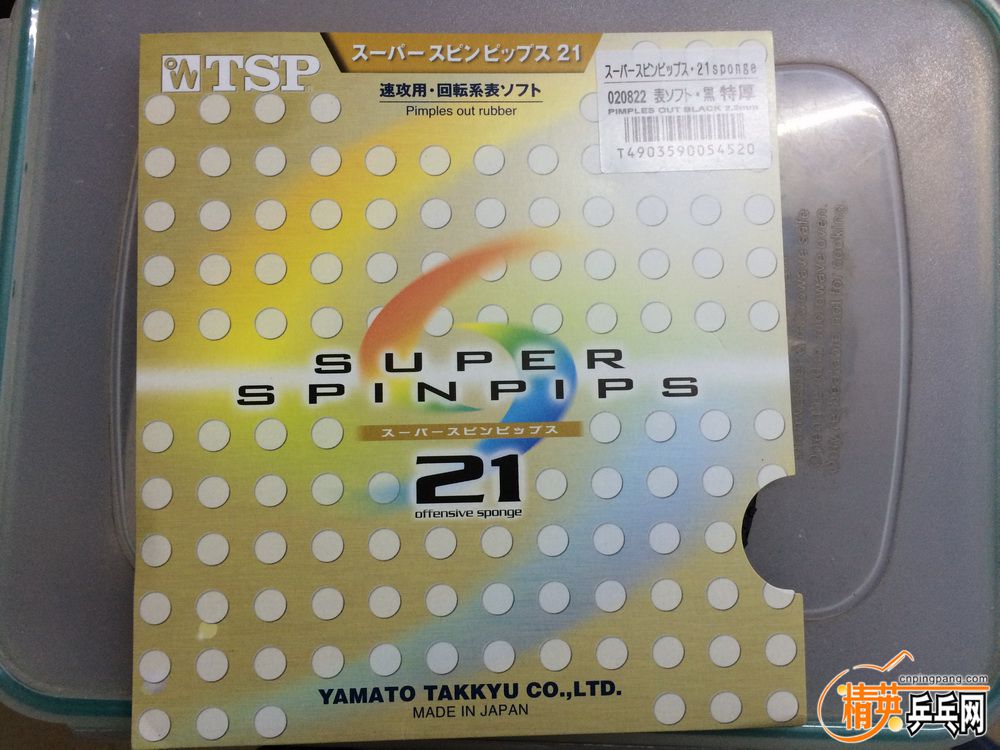 TSP
スーパー スピン ピップス 21
速攻用・回転系表ソフト
Pimples out rubber
スーパースピンピップス・21sponge
020822 表ソフト・黒 特厚
PIMPLES OUT BLACK 2.2mm
T4903590054520
SUPER
SPINPIPS
スーパースピンピップス
21
offensive sponge
YAMATO TAKKYU CO.,LTD.
MADE IN JAPAN
cnpingpang.com
精英乒乓网